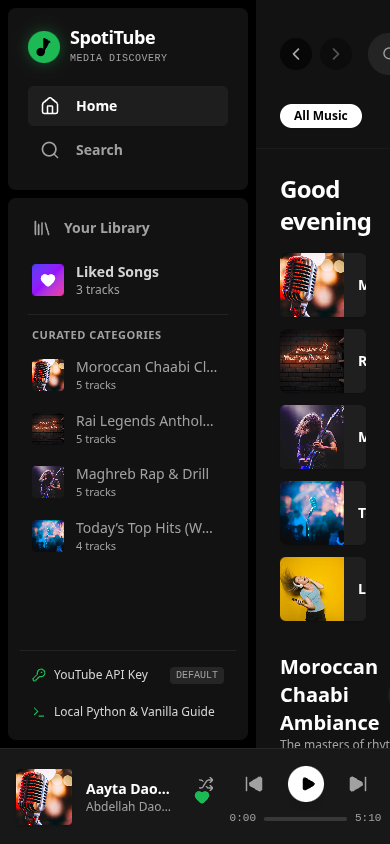 SpotiTube
MEDIA DISCOVERY
Home
Search
Your Library
Liked Songs
3 tracks
CURATED CATEGORIES
Moroccan Chaabi Cl...
5 tracks
Rai Legends Anthol...
5 tracks
Maghreb Rap & Drill
5 tracks
Today's Top Hits (W...
4 tracks
YouTube API Key
DEFAULT
Local Python & Vanilla Guide
All Music
Good
evening
M
R
M
T
L
Moroccan
Chaabi
Ambiance
The masters of rhyt
Aayta Dao...
Abdellah Dao...
0:00
5:10